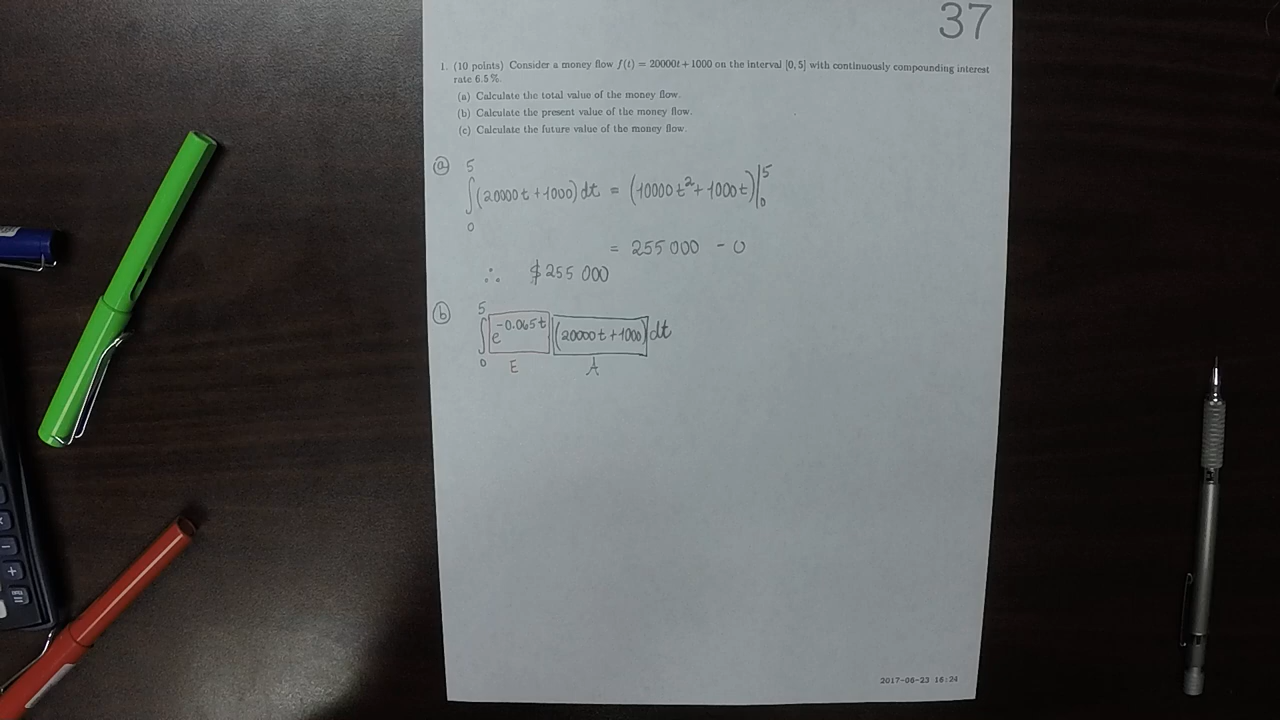 37
1. (10 points) Consider a money flow f(t) = 20000t + 1000 on the interval [0, 5] with continuously compounding interest
rate 6.5%.
(a) Calculate the total value of the money flow.
(b) Calculate the present value of the money flow.
(c) Calculate the future value of the money flow.
ⓐ ∫₀⁵ (20000t + 1000) dt = (10000t² + 1000t)|₀⁵
= 255 000 - 0
∴ $255 000
ⓑ ∫₀⁵ e^{-0.065t} (20000t + 1000) dt
E A
2017-06-23 16:24